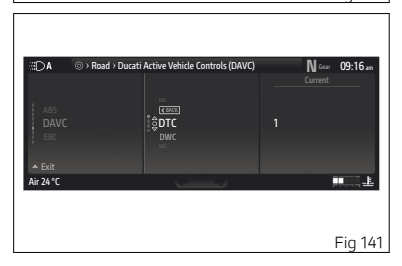 A Road › Ducati Active Vehicle Controls (DAVC) N Gear 09:16 am
Current
ABS
DAVC
EBC
Exit
DSC
BACK
DTC
DWC
1
Air 24 °C
Fig 141